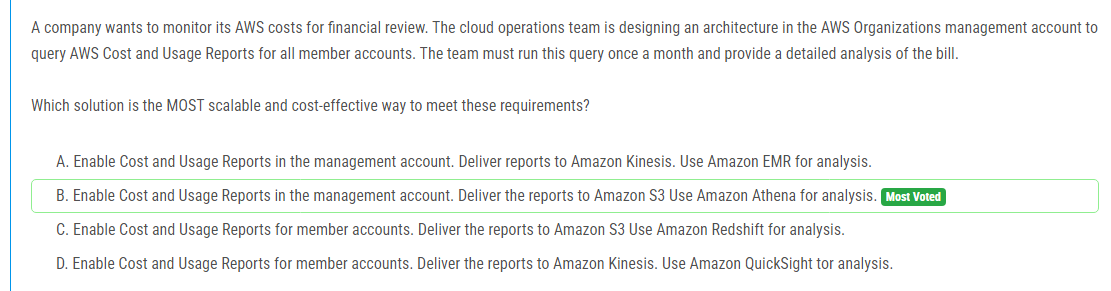 A company wants to monitor its AWS costs for financial review. The cloud operations team is designing an architecture in the AWS Organizations management account to
query AWS Cost and Usage Reports for all member accounts. The team must run this query once a month and provide a detailed analysis of the bill.
Which solution is the MOST scalable and cost-effective way to meet these requirements?
A. Enable Cost and Usage Reports in the management account. Deliver reports to Amazon Kinesis. Use Amazon EMR for analysis.
B. Enable Cost and Usage Reports in the management account. Deliver the reports to Amazon S3 Use Amazon Athena for analysis. Most Voted
C. Enable Cost and Usage Reports for member accounts. Deliver the reports to Amazon S3 Use Amazon Redshift for analysis.
D. Enable Cost and Usage Reports for member accounts. Deliver the reports to Amazon Kinesis. Use Amazon QuickSight tor analysis.